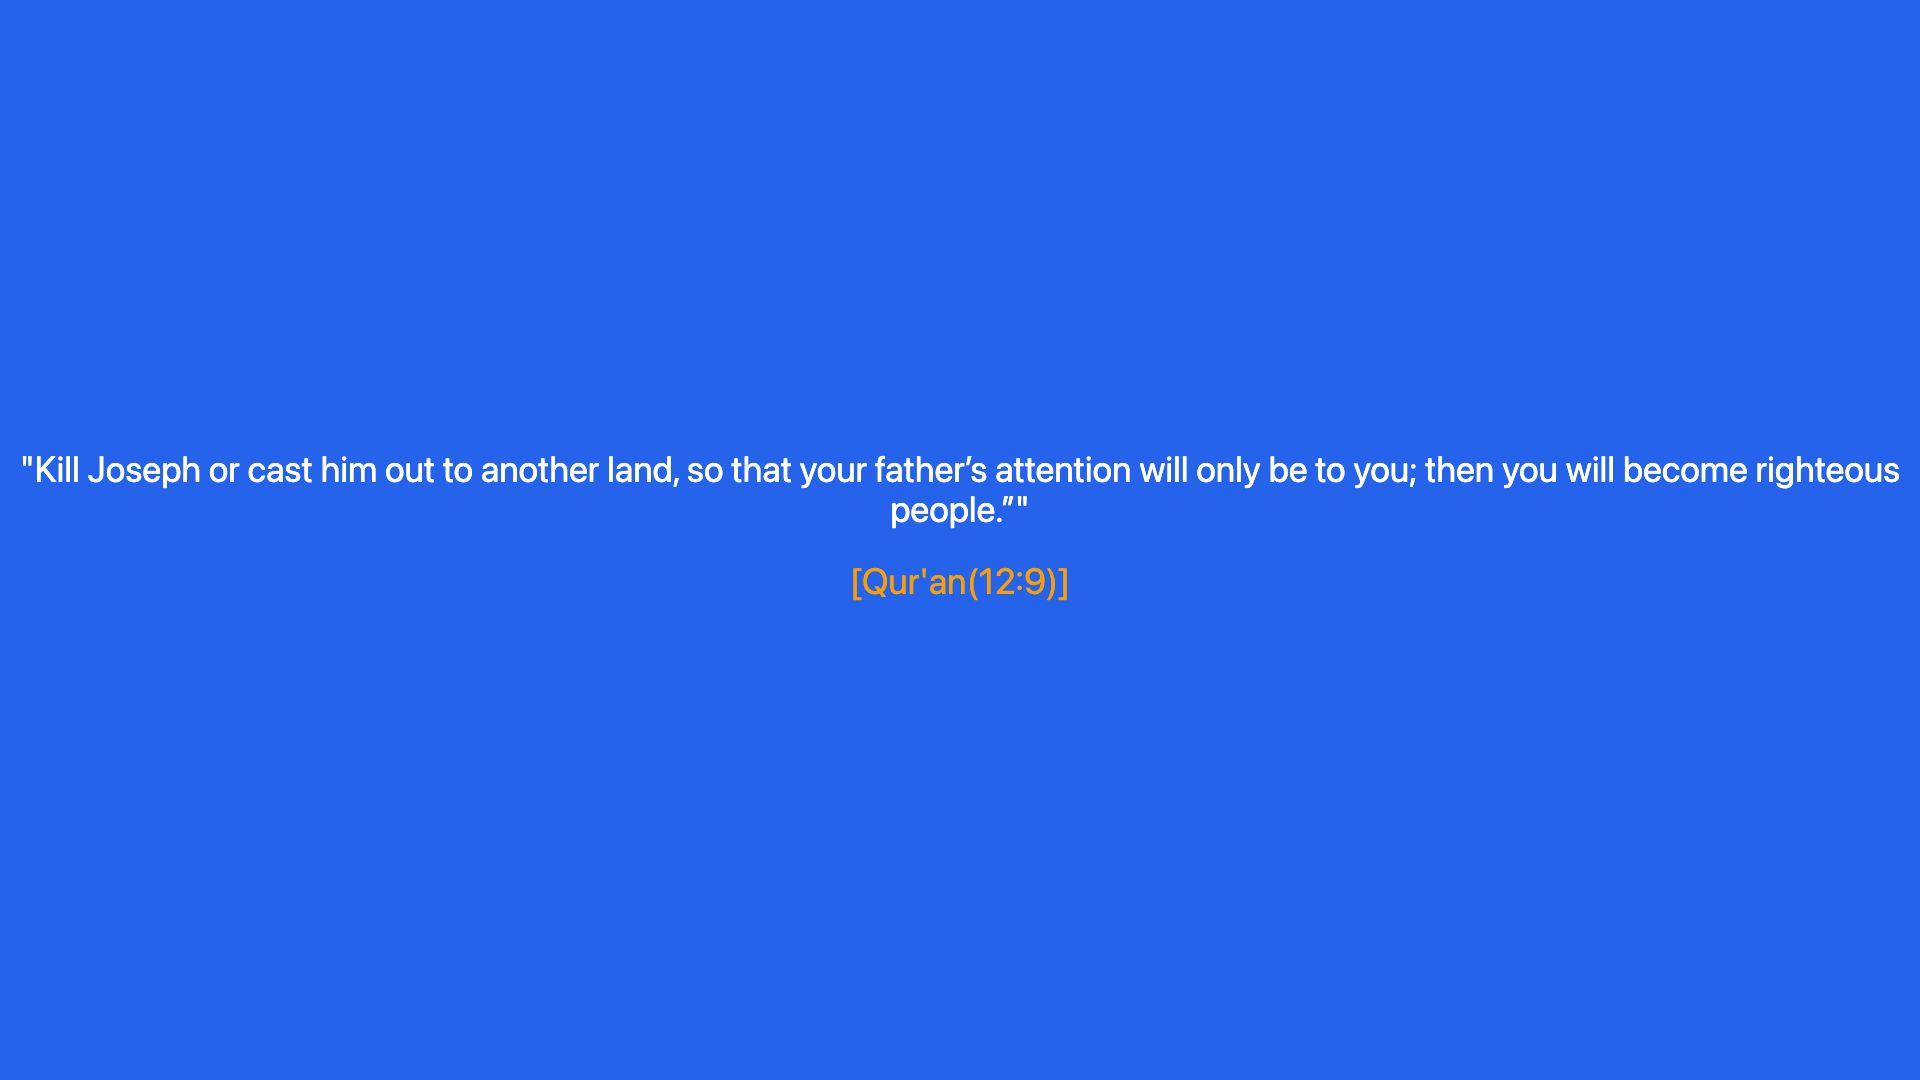 "Kill Joseph or cast him out to another land, so that your father’s attention will only be to you; then you will become righteous
people.”"
[Qur'an(12:9)]